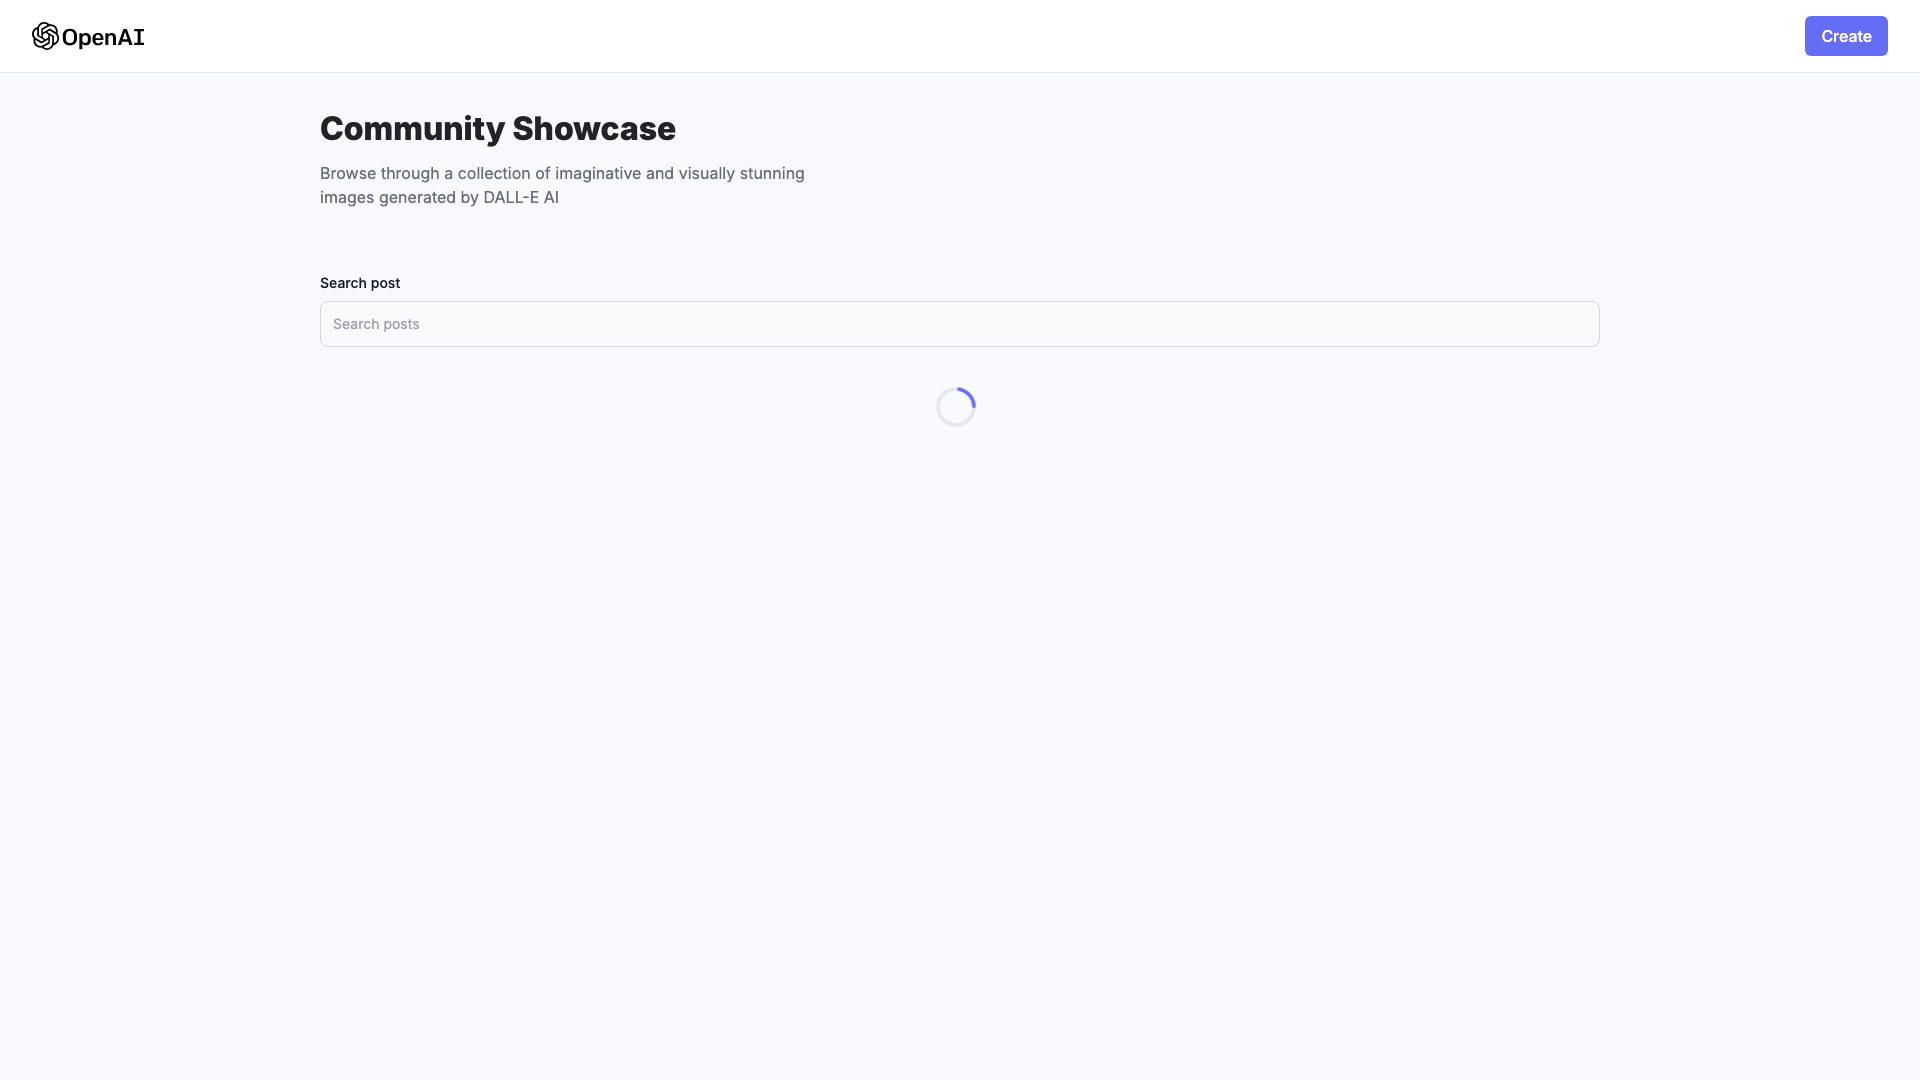 OpenAI
Create
Community Showcase
Browse through a collection of imaginative and visually stunning
images generated by DALL-E AI
Search post
Search posts